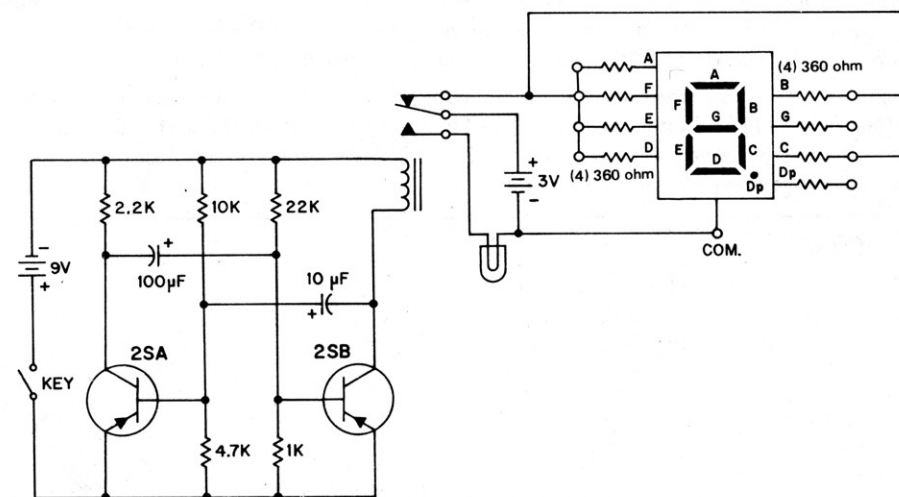 A
(4) 360 ohm
F
E
D
(4) 360 ohm
A
F
B
G
E
C
D
Dp
B
G
C
Dp
COM.
+
3V
-
-
9V
+
KEY
2.2K
10K
22K
+
100µF
10 µF
+
2SA
2SB
4.7K
1K